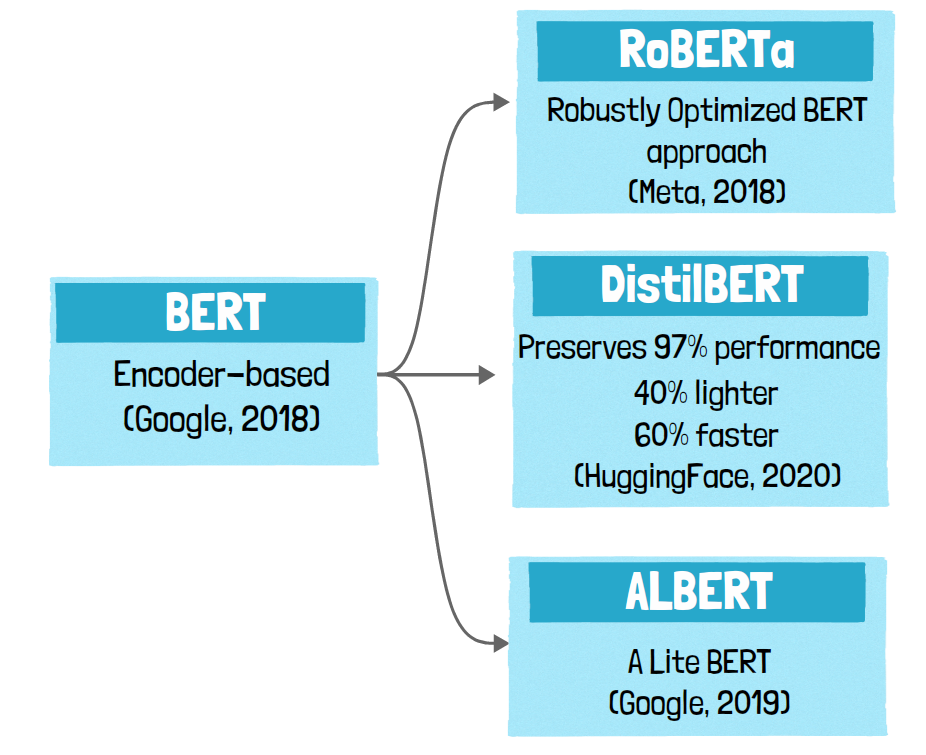 BERT
Encoder-based
(Google, 2018)
RoBERTa
Robustly Optimized BERT
approach
(Meta, 2018)
DistilBERT
Preserves 97% performance
40% lighter
60% faster
(HuggingFace, 2020)
ALBERT
A Lite BERT
(Google, 2019)